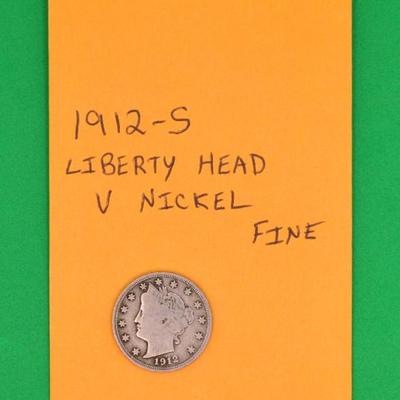 1912-S
LIBERTY HEAD
V NICKEL
FINE
1912